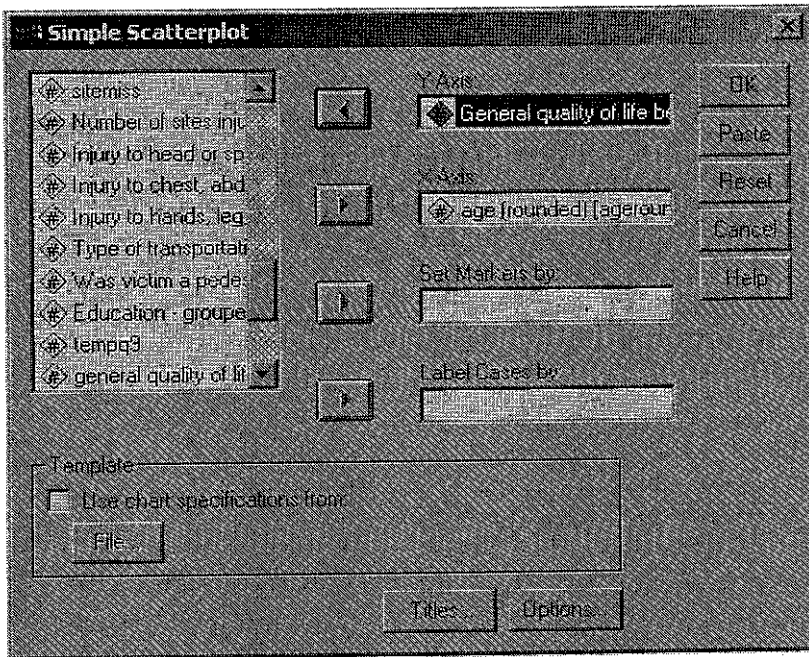 Simple Scatterplot
sitemiss
Number of sites inju
Injury to head or sp
Injury to chest, abd
Injury to hands, leg
Type of transportati
Was victim a pede
Education - groupe
tempq3
general quality of lif
Y Axis:
General quality of life be
X Axis:
age (rounded) [ageroun
Set Markers by:
Label Cases by:
OK
Paste
Reset
Cancel
Help
Template
Use chart specifications from:
File...
Titles...
Options...